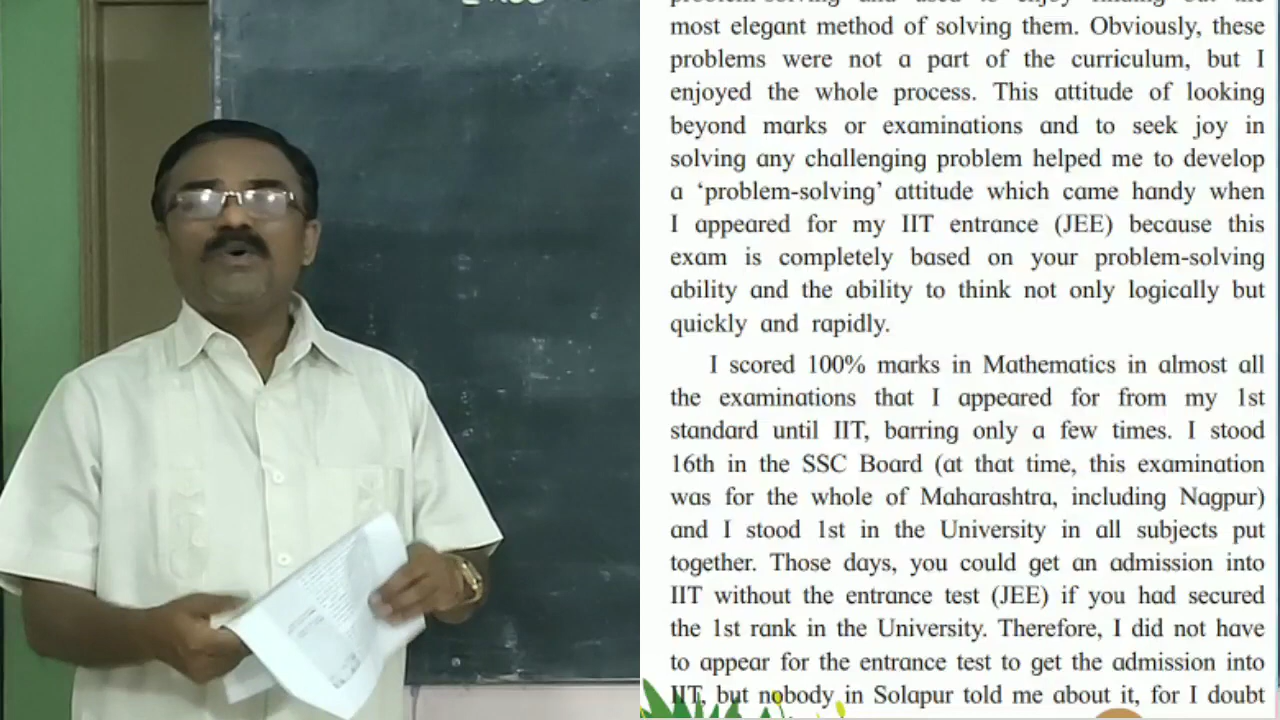 most elegant method of solving them. Obviously, these
problems were not a part of the curriculum, but I
enjoyed the whole process. This attitude of looking
beyond marks or examinations and to seek joy in
solving any challenging problem helped me to develop
a ‘problem-solving’ attitude which came handy when
I appeared for my IIT entrance (JEE) because this
exam is completely based on your problem-solving
ability and the ability to think not only logically but
quickly and rapidly.
I scored 100% marks in Mathematics in almost all
the examinations that I appeared for from my 1st
standard until IIT, barring only a few times. I stood
16th in the SSC Board (at that time, this examination
was for the whole of Maharashtra, including Nagpur)
and I stood 1st in the University in all subjects put
together. Those days, you could get an admission into
IIT without the entrance test (JEE) if you had secured
the 1st rank in the University. Therefore, I did not have
to appear for the entrance test to get the admission into
IIT, but nobody in Solapur told me about it, for I doubt